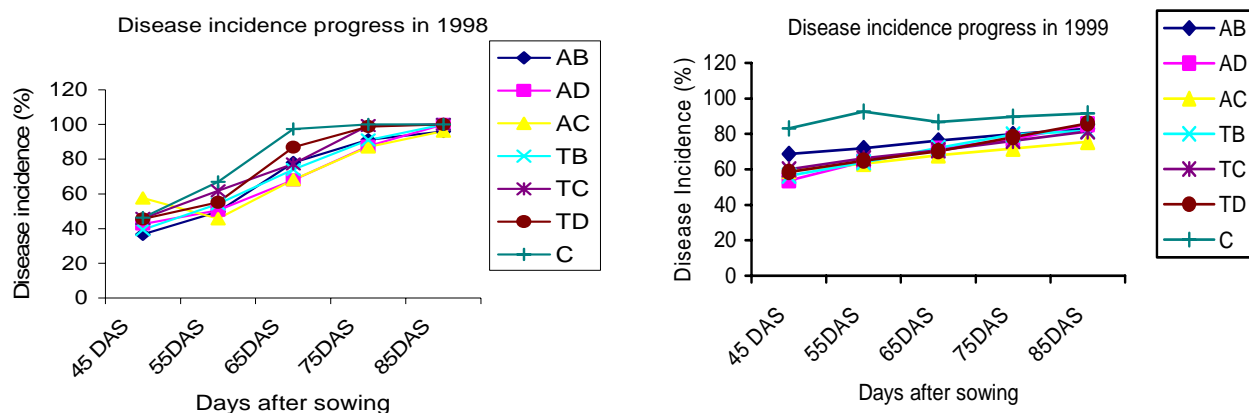 Disease incidence progress in 1998
Disease incidence (%)
120
100
80
60
40
20
0
45 DAS
55DAS
65DAS
75DAS
85DAS
Days after sowing
AB
AD
AC
TB
TC
TD
C
Disease incidence progress in 1999
Disease Incidence (%)
120
100
80
60
40
20
0
45 DAS
55DAS
65DAS
75DAS
85DAS
Days after sowing
AB
AD
AC
TB
TC
TD
C